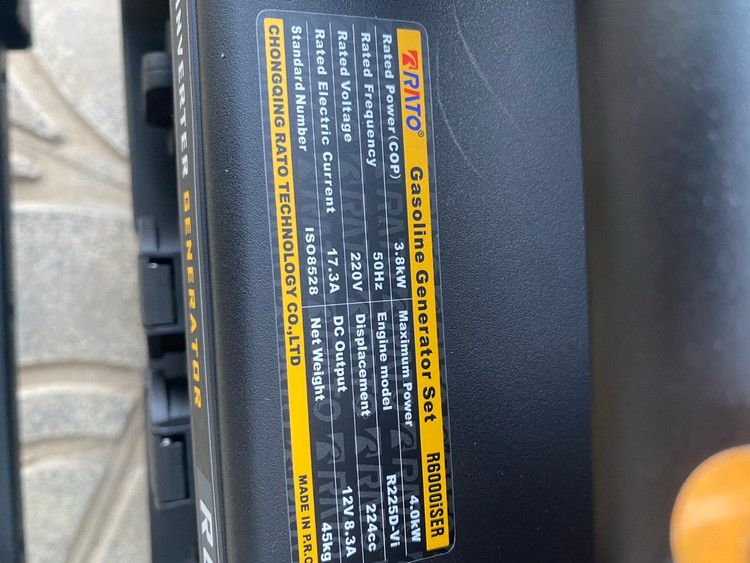 RATO® Gasoline Generator Set R6000iSER
Rated Power(COP) 3.8kW Maximum Power 4.0kW
Rated Frequency 50Hz Engine model R225D-Vi
Rated Voltage 220V Displacement 224cc
Rated Electric Current 17.3A DC Output 12V 8.3A
Standard Number ISO8528 Net Weight 45kg
CHONGQING RATO TECHNOLOGY CO.,LTD MADE IN P.R.C
INVERTER GENERATOR